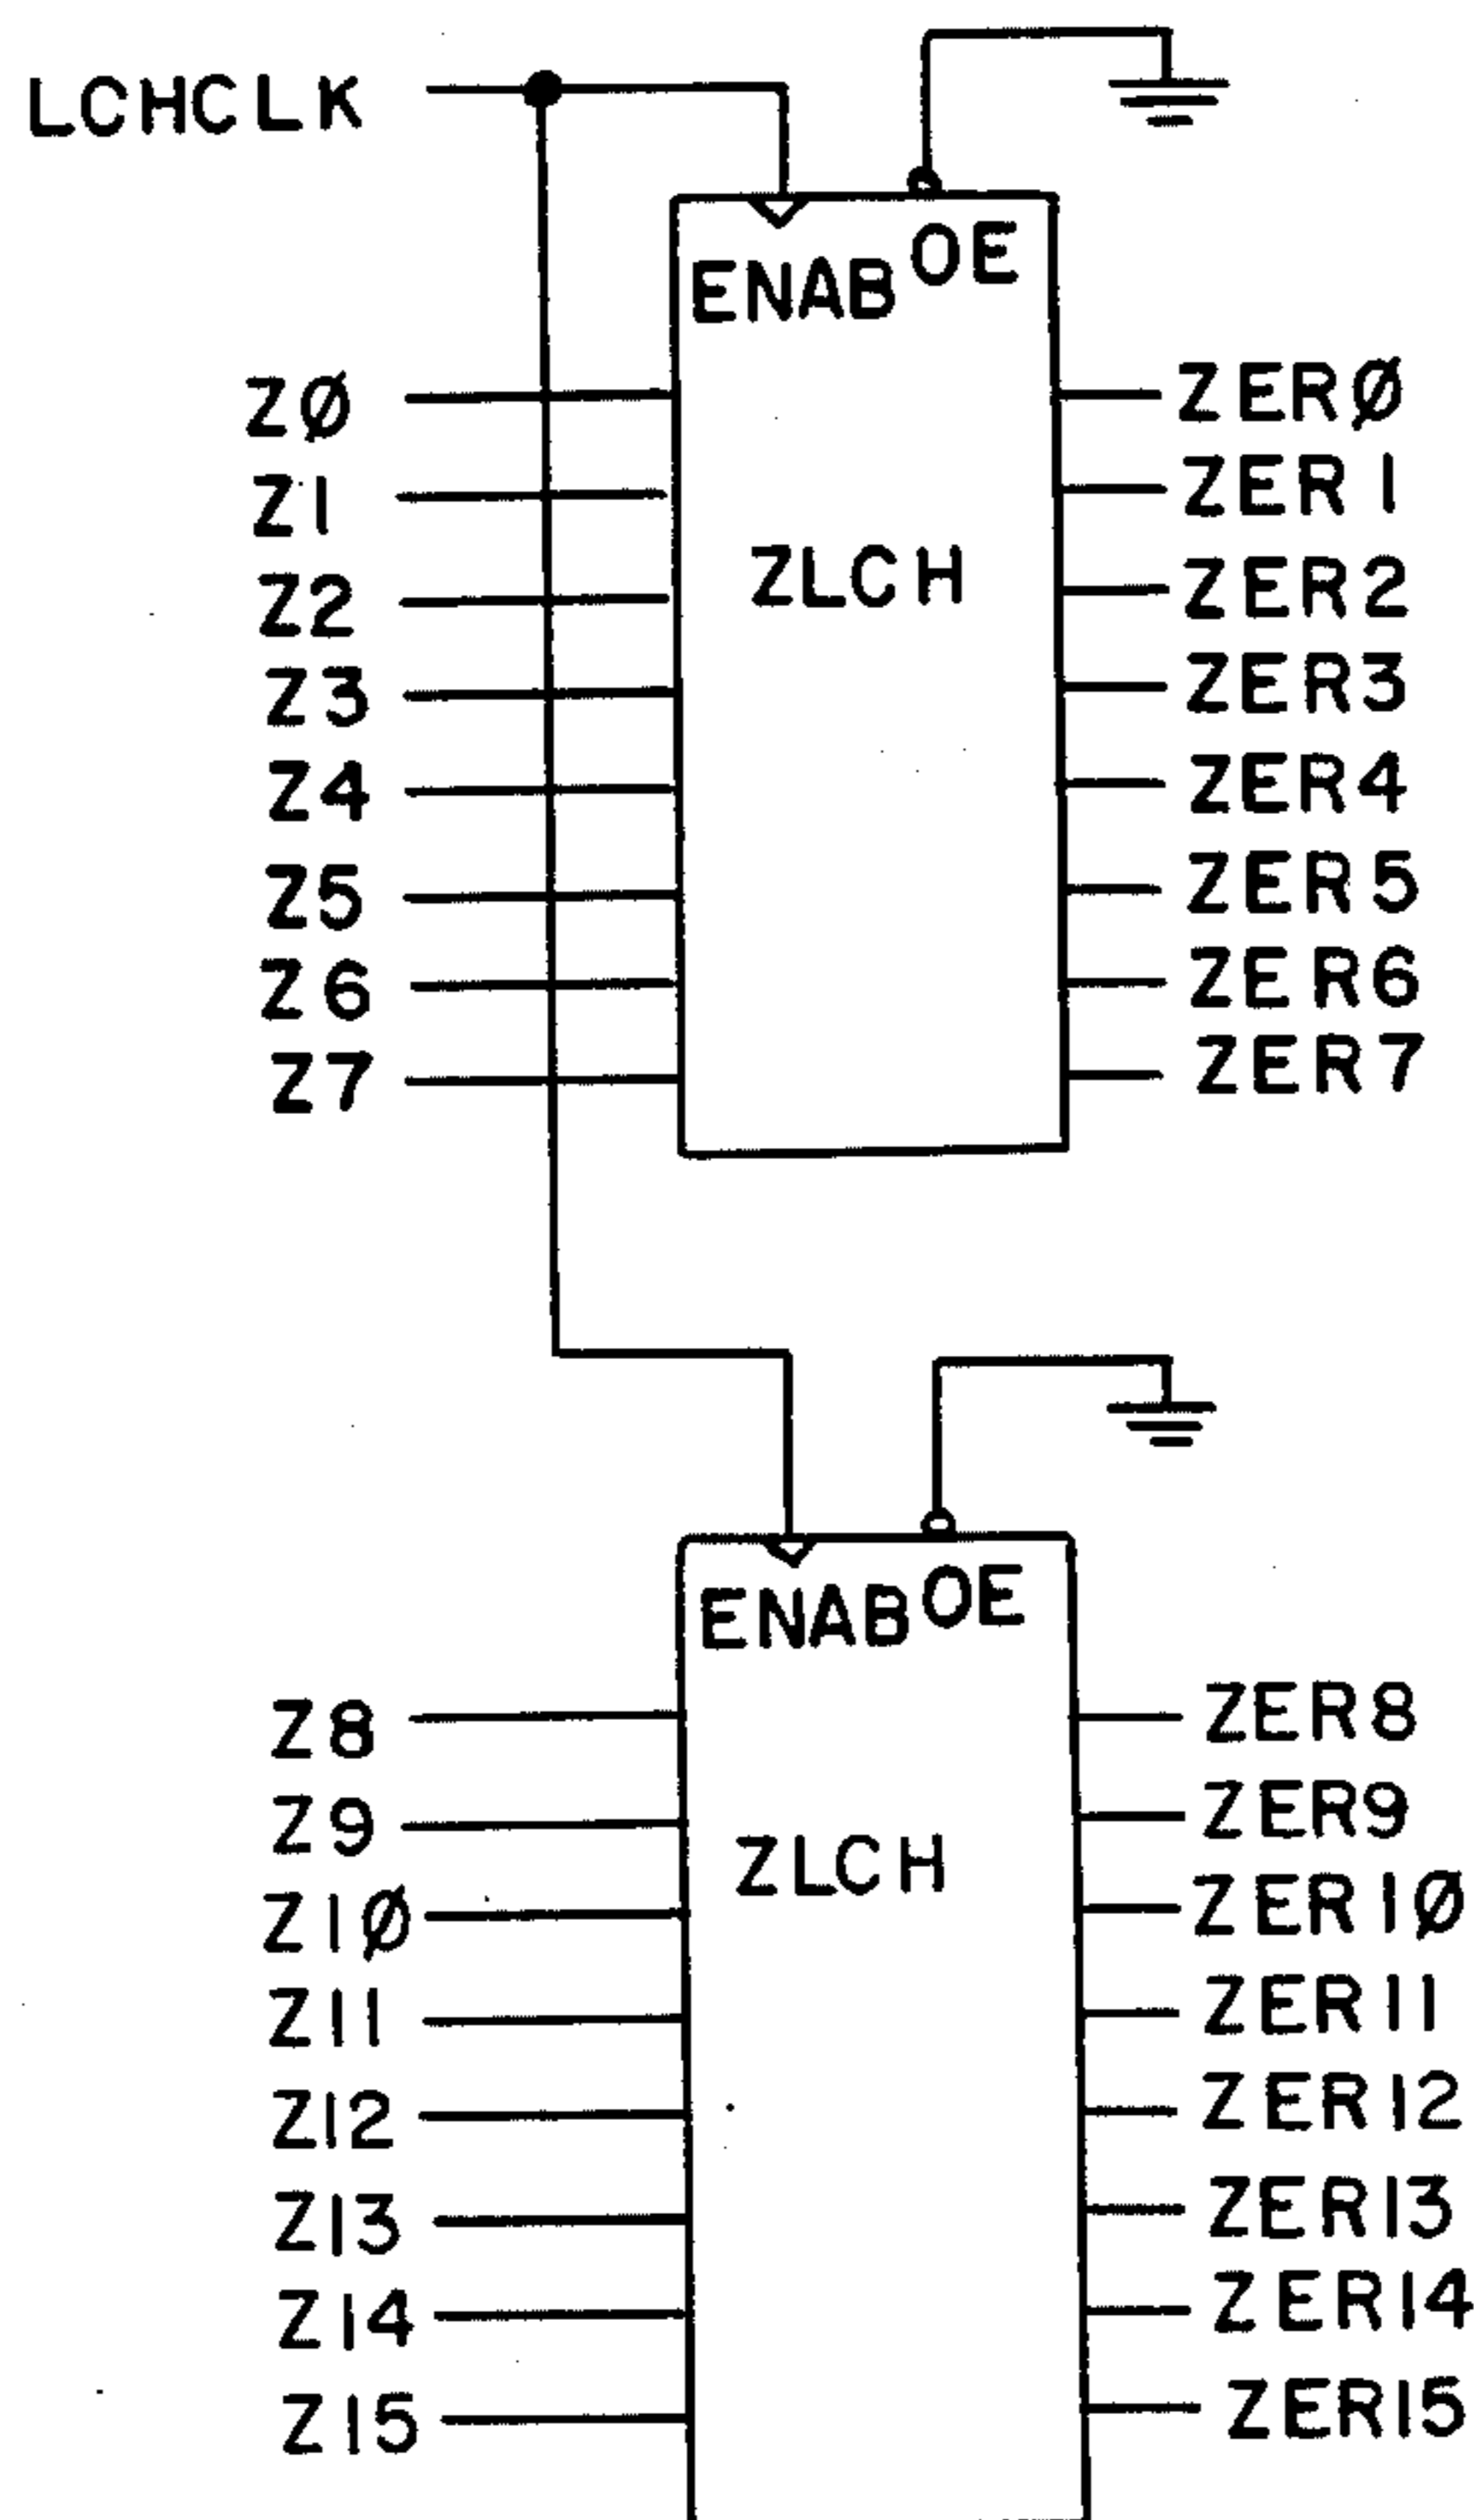 LCHCLK
ENAB OE
ZØ ZERØ
Z1 ZER1
ZLCH
Z2 ZER2
Z3 ZER3
Z4 ZER4
Z5 ZER5
Z6 ZER6
Z7 ZER7
ENAB OE
Z8 ZER8
Z9 ZER9
ZLCH
Z1Ø ZER1Ø
Z11 ZER11
Z12 ZER12
Z13 ZER13
Z14 ZER14
Z15 ZER15